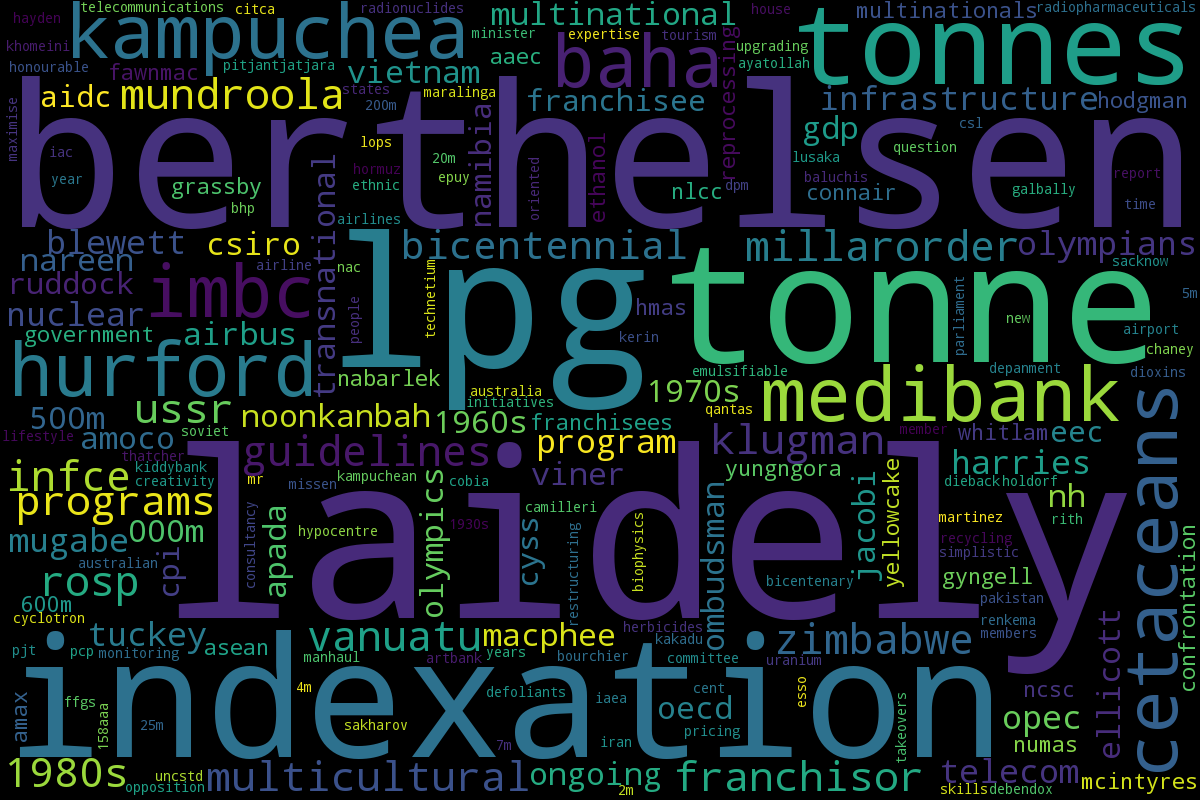 telecommunications
citca
hayden
kampuchea
khomeini
honourable
radionuclides
multinational
minister
expertise
tourism
house
multinationals
radiopharmaceuticals
tonnes
fawnmac
pitjantjatjara
vietnam
aaec
baha
upgrading
ayatollah
reprocessing
maximise
aidc
mundroola
states
200m
maralinga
franchisee
infrastructure
hodgman
berthelsen
iac
year
lops
20m
epuy
hormuz
ethnic
grassby
bhp
transnational
airlines
namibia
oriented
ethanol
nlcc
dpm
gdp
lusaka
baluchis
connair
csl
question
galbally
report
time
blewett
nareen
csiro
bicentennial
millarorder
olympians
sacknow
ruddock
imbc
airline
nac
people
lpg
technetium
hmas
kerin
tonne
new
parliament
5m
airport
chaney
nuclear
government
airbus
hurford
nabarlek
australia
initiatives
emulsifiable
1970s
qantas
medibank
depanment
dioxins
500m
ussr
soviet
noonkanbah
1960s
franchisees
lifestyle
amoco
thatcher
guidelines
program
klugman
member
whitlam
eec
cetaceans
infce
kiddybank
creativity
mr
missen
kampuchean
cobia
viner
yungngora
harries
dieback
holdorf
programs
laidely
camilleri
1930s
nh
rith
martinez
recycling
simplistic
mugabe
000m
australian
cpi
consultancy
apada
hypocentre
olympics
cyss
restructuring
biophysics
ombudsman
jacobi
yellowcake
bicentenary
gyngell
pakistan
confrontation
rosp
600m
cyclotron
tuckey
asean
vanuatu
macphee
herbicides
kakadu
zimbabwe
renkema
members
ellicott
pjt
pcp
monitoring
manhaul
artbank
years
bourchier
committee
uranium
indexation
amax
ffgs
158aaa
25m
4m
sakharov
defoliants
7m
iaea
iran
oecd
cent
pricing
esso
takeovers
ncsc
opec
numas
1980s
uncstd
opposition
multicultural
ongoing
2m
franchisor
telecom
skills
debendox
mcintyres